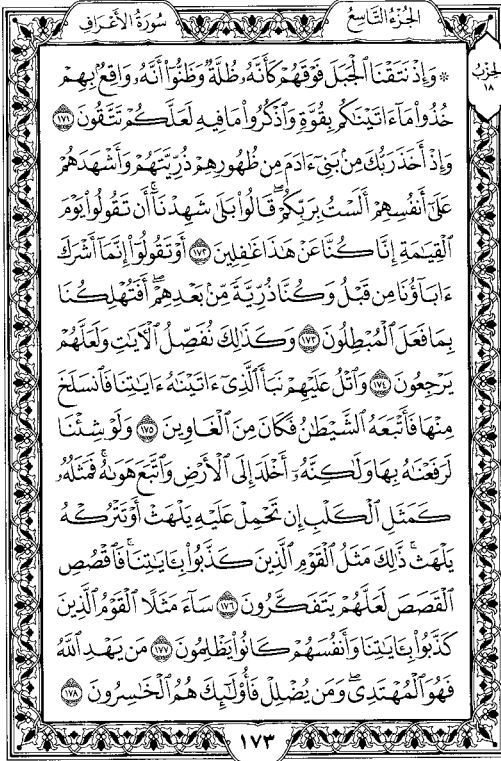 سُورَةُ الأَعْرَافِ
الجُزْءُ التَّاسِعُ
الحِزْبُ
١٨
۞ وَإِذْ نَتَقْنَا ٱلْجَبَلَ فَوْقَهُمْ كَأَنَّهُۥ ظُلَّةٌ وَظَنُّوٓا۟ أَنَّهُۥ وَاقِعٌۢ بِهِمْ
خُذُوا۟ مَآ ءَاتَيْنَٰكُم بِقُوَّةٍ وَٱذْكُرُوا۟ مَا فِيهِ لَعَلَّكُمْ تَتَّقُونَ ١٧١
وَإِذْ أَخَذَ رَبُّكَ مِنۢ بَنِىٓ ءَادَمَ مِن ظُهُورِهِمْ ذُرِّيَّتَهُمْ وَأَشْهَدَهُمْ
عَلَىٰٓ أَنفُسِهِمْ أَلَسْتُ بِرَبِّكُمْ ۖ قَالُوا۟ بَلَىٰ شَهِدْنَآ ۛ أَن تَقُولُوا۟ يَوْمَ
ٱلْقِيَٰمَةِ إِنَّا كُنَّا عَنْ هَٰذَا غَٰفِلِينَ ١٧٢ أَوْ تَقُولُوٓا۟ إِنَّمَآ أَشْرَكَ
ءَابَآؤُنَا مِن قَبْلُ وَكُنَّا ذُرِّيَّةً مِّنۢ بَعْدِهِمْ ۖ أَفَتُهْلِكُنَا
بِمَا فَعَلَ ٱلْمُبْطِلُونَ ١٧٣ وَكَذَٰلِكَ نُفَصِّلُ ٱلْءَايَٰتِ وَلَعَلَّهُمْ
يَرْجِعُونَ ١٧٤ وَٱتْلُ عَلَيْهِمْ نَبَأَ ٱلَّذِىٓ ءَاتَيْنَٰهُ ءَايَٰتِنَا فَٱنسَلَخَ
مِنْهَا فَأَتْبَعَهُ ٱلشَّيْطَٰنُ فَكَانَ مِنَ ٱلْغَاوِينَ ١٧٥ وَلَوْ شِئْنَا
لَرَفَعْنَٰهُ بِهَا وَلَٰكِنَّهُۥٓ أَخْلَدَ إِلَى ٱلْأَرْضِ وَٱتَّبَعَ هَوَىٰهُ ۚ فَمَثَلُهُۥ
كَمَثَلِ ٱلْكَلْبِ إِن تَحْمِلْ عَلَيْهِ يَلْهَثْ أَوْ تَتْرُكْهُ
يَلْهَث ۚ ذَّٰلِكَ مَثَلُ ٱلْقَوْمِ ٱلَّذِينَ كَذَّبُوا۟ بِـَٔايَٰتِنَا ۚ فَٱقْصُصِ
ٱلْقَصَصَ لَعَلَّهُمْ يَتَفَكَّرُونَ ١٧٦ سَآءَ مَثَلًا ٱلْقَوْمُ ٱلَّذِينَ
كَذَّبُوا۟ بِـَٔايَٰتِنَا وَأَنفُسَهُمْ كَانُوا۟ يَظْلِمُونَ ١٧٧ مَن يَهْدِ ٱللَّهُ
فَهُوَ ٱلْمُهْتَدِى ۖ وَمَن يُضْلِلْ فَأُو۟لَٰٓئِكَ هُمُ ٱلْخَٰسِرُونَ ١٧٨
١٧٣